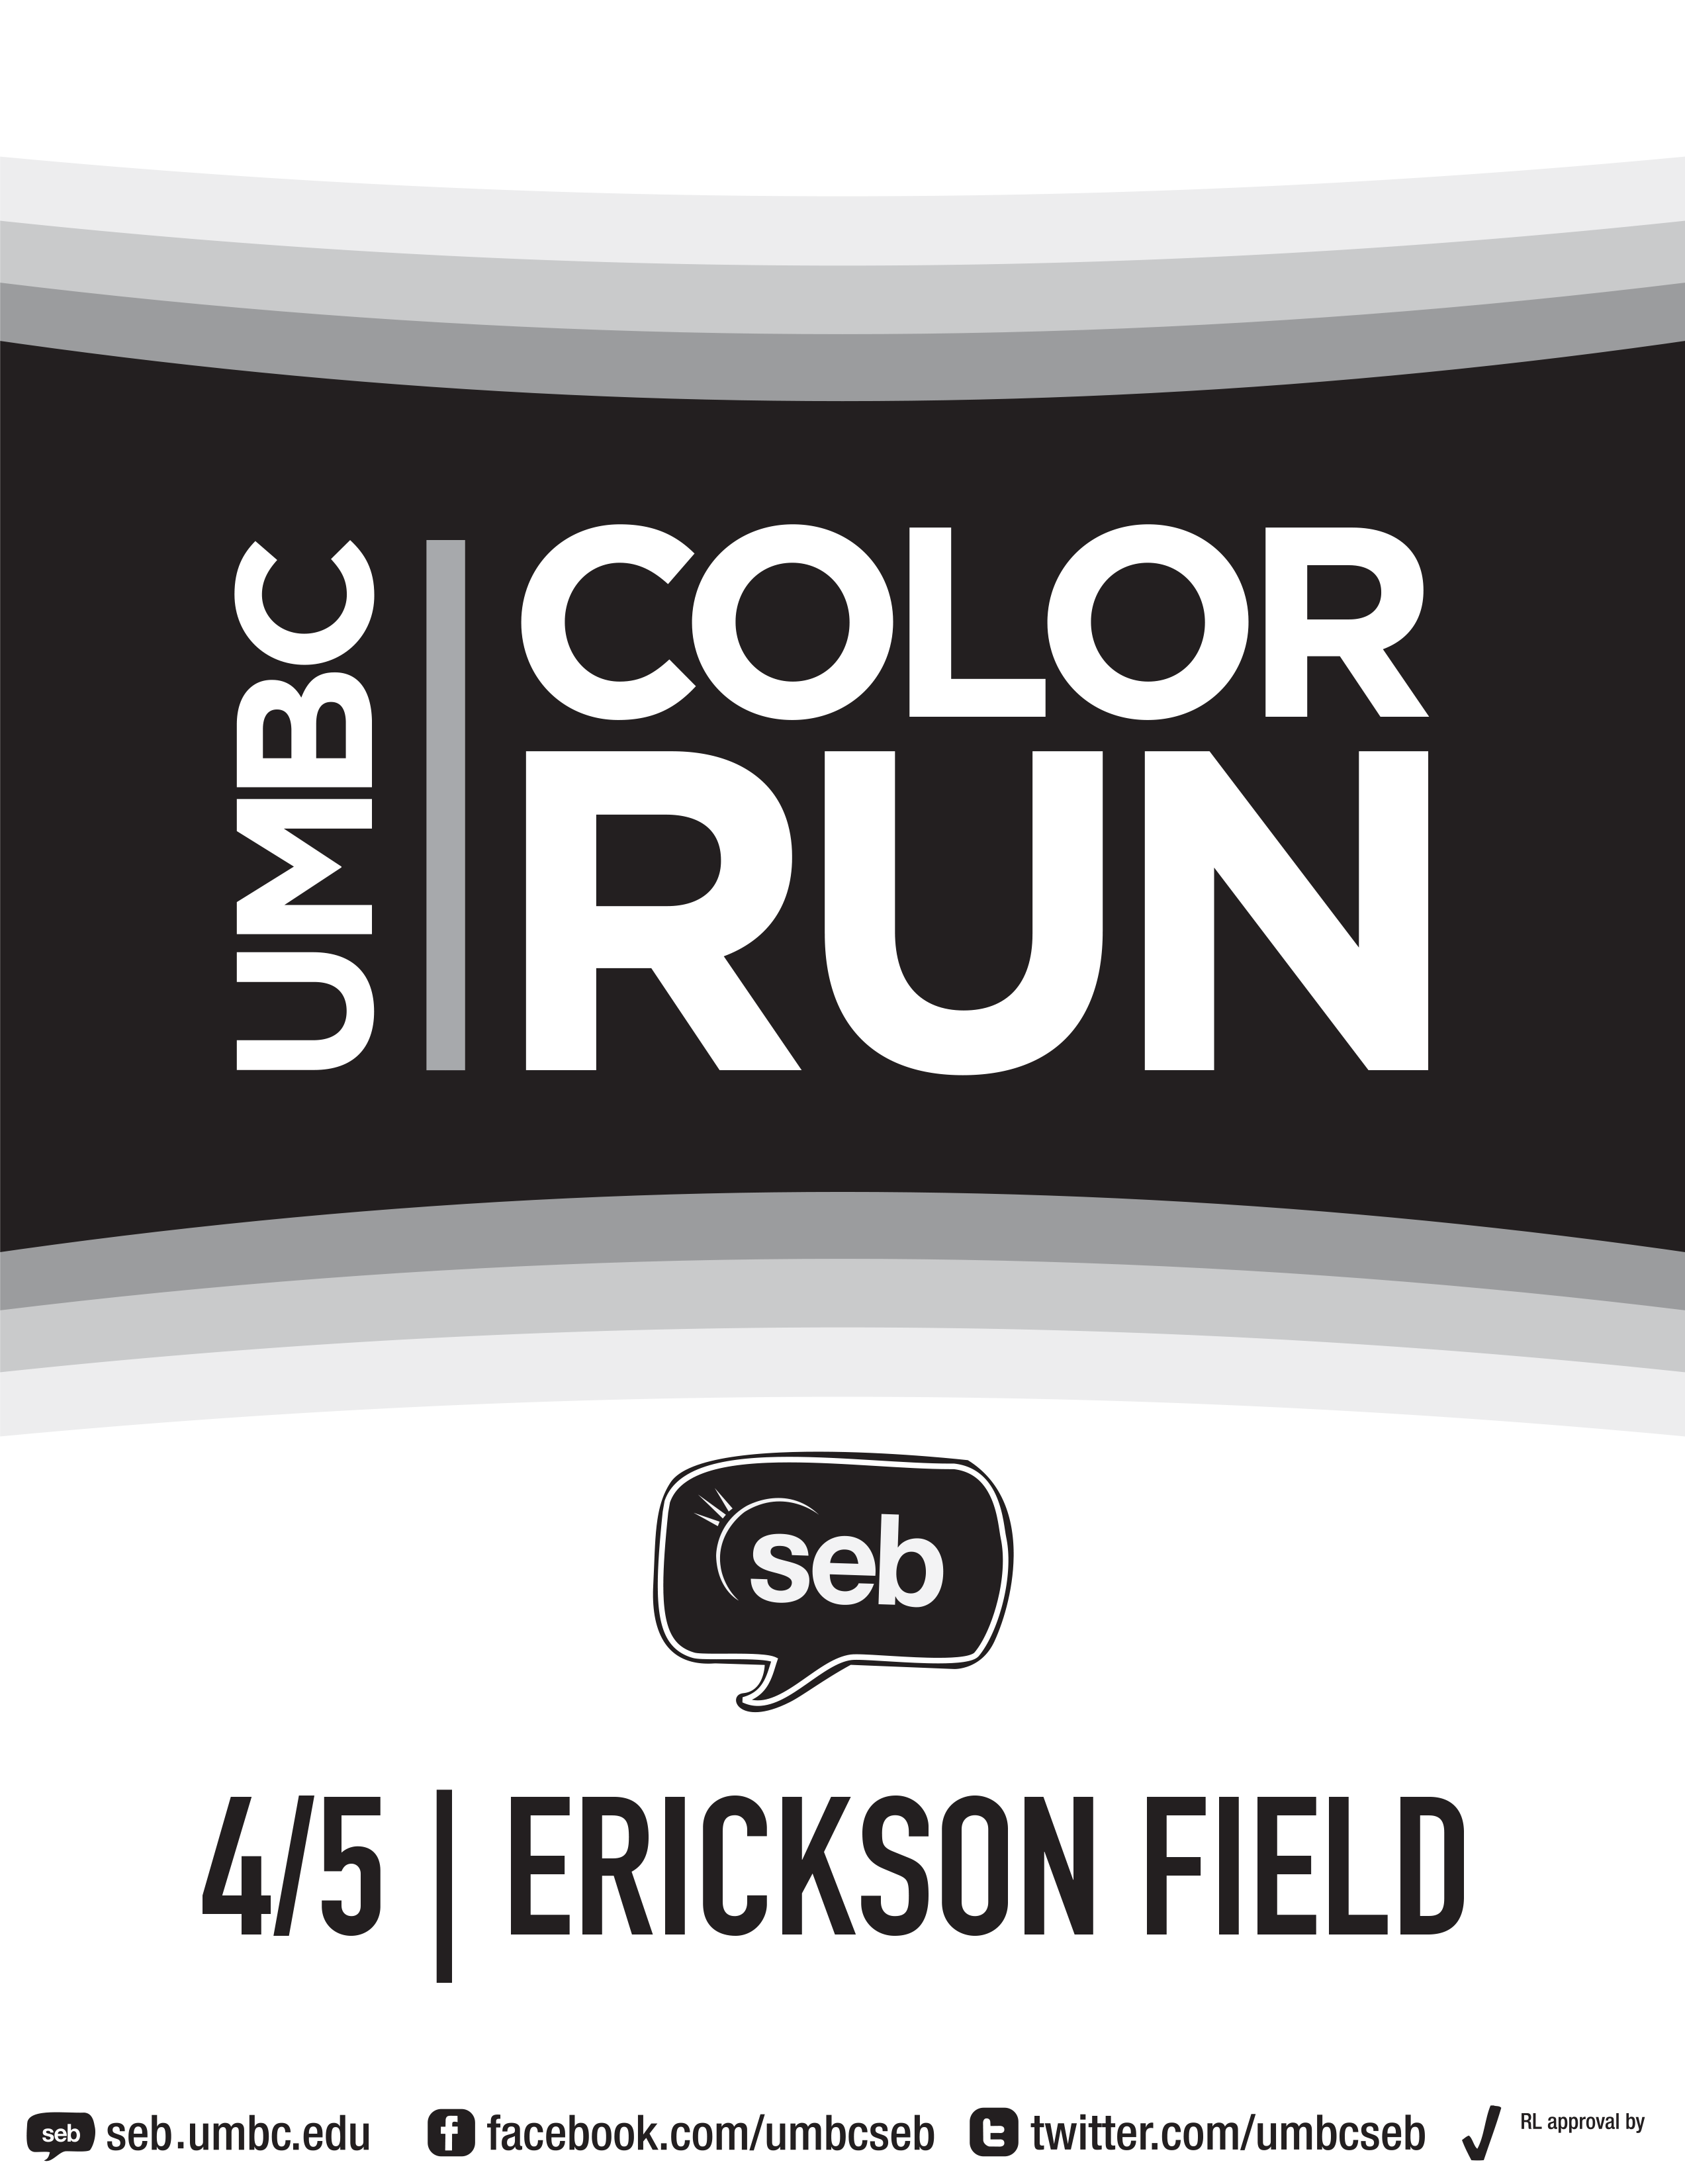 UMBC
COLOR
RUN
seb
4/5 | ERICKSON FIELD
seb seb.umbc.edu f facebook.com/umbcseb t twitter.com/umbcseb ✓ RL approval by